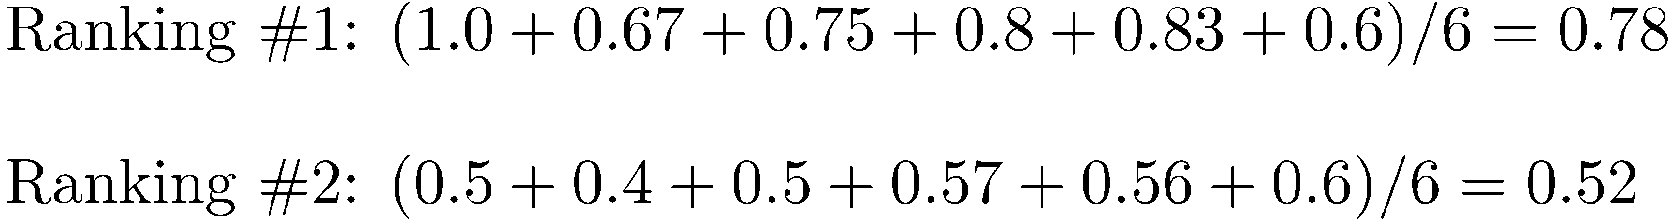 Ranking #1: (1.0 + 0.67 + 0.75 + 0.8 + 0.83 + 0.6)/6 = 0.78
Ranking #2: (0.5 + 0.4 + 0.5 + 0.57 + 0.56 + 0.6)/6 = 0.52